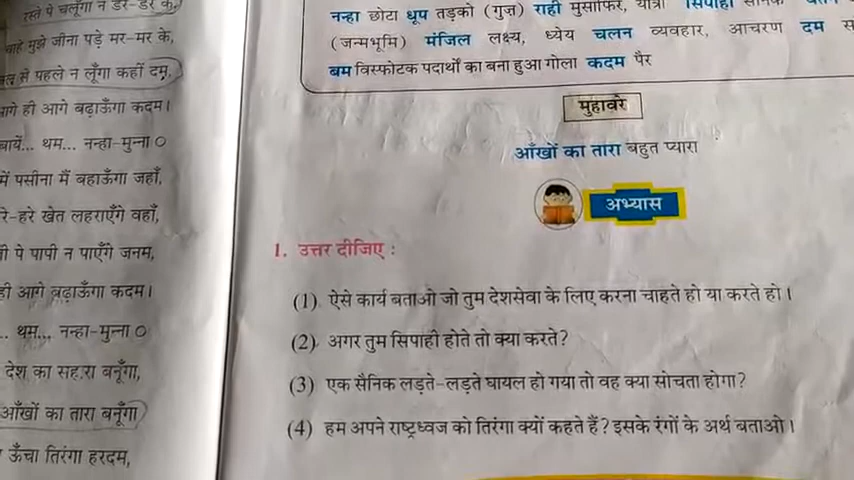 रस्ते पे चलूँगा न डर-डर के,
चाहे मुझे जीना पड़े मर-मर के,
से पहले न लूँगा कहीं दम,
आगे ही आगे बढ़ाऊँगा कदम।
बायें... थम... नन्हा-मुन्ना ०
में पसीना मैं बहाऊँगा जहाँ,
हरे-हरे खेत लहराएँगे वहाँ,
पे पापी न पाएँगे जनम,
ही आगे बढ़ाऊँगा कदम।
.. थम... नन्हा-मुन्ना ०
देश का सहारा बनूँगा,
आँखों का तारा बनूँगा
ऊँचा तिरंगा हरदम,
नन्हा छोटा धूप तड़को (गुज) राही मुसाफिर, यात्रा सिपाही सैनिक
(जन्मभूमि) मंजिल लक्ष्य, ध्येय चलन व्यवहार, आचरण दम
बम विस्फोटक पदार्थों का बना हुआ गोला कदम पैर
मुहावरे
आँखों का तारा बहुत प्यारा
अभ्यास
1. उत्तर दीजिए :
(1) ऐसे कार्य बताओ जो तुम देशसेवा के लिए करना चाहते हो या करते हो।
(2) अगर तुम सिपाही होते तो क्या करते?
(3) एक सैनिक लड़ते-लड़ते घायल हो गया तो वह क्या सोचता होगा?
(4) हम अपने राष्ट्रध्वज को तिरंगा क्यों कहते हैं? इसके रंगों के अर्थ बताओ।